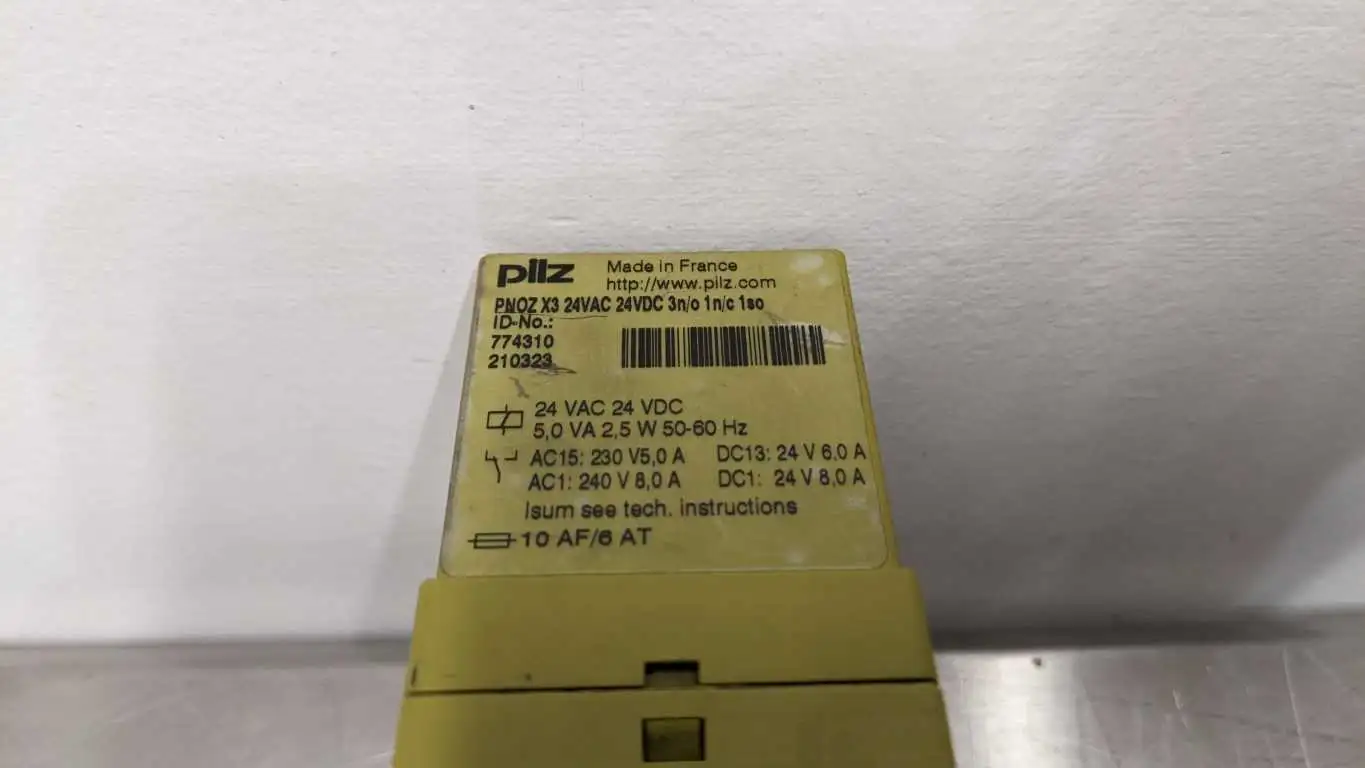 pilz
Made in France
http://www.pilz.com
PNOZ X3 24VAC 24VDC 3n/o 1n/c 1so
ID-No.:
774310
210323
24 VAC 24 VDC
5,0 VA 2,5 W 50-60 Hz
AC15: 230 V5,0 A DC13: 24 V 6,0 A
AC1: 240 V 8,0 A DC1: 24 V 8,0 A
Isum see tech. instructions
10 AF/6 AT